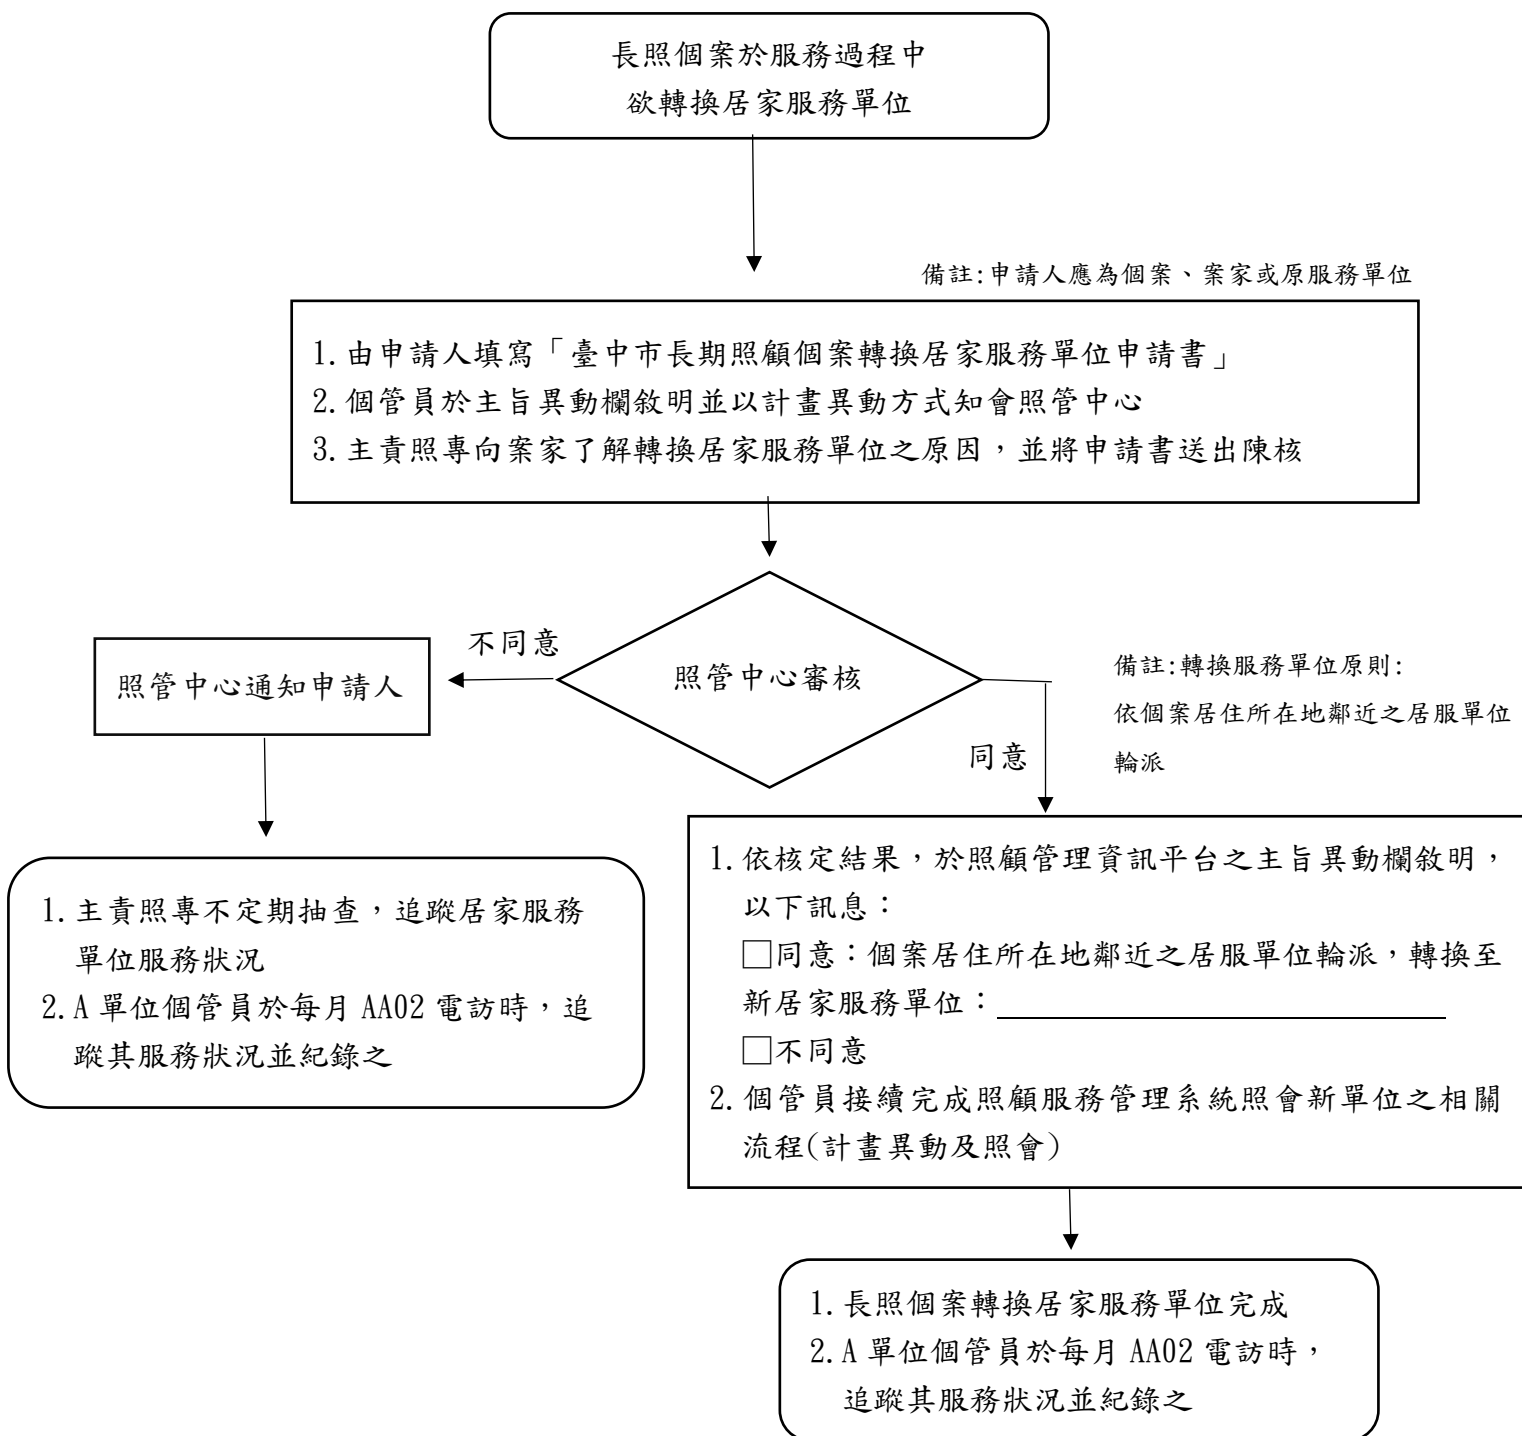 長照個案於服務過程中
欲轉換居家服務單位
備註:申請人應為個案、案家或原服務單位
1.由申請人填寫「臺中市長期照顧個案轉換居家服務單位申請書」
2.個管員於主旨異動欄敘明並以計畫異動方式知會照管中心
3.主責照專向案家了解轉換居家服務單位之原因，並將申請書送出陳核
照管中心審核
不同意
照管中心通知申請人
同意
備註:轉換服務單位原則:
依個案居住所在地鄰近之居服單位
輪派
1.主責照專不定期抽查，追蹤居家服務
單位服務狀況
2.A 單位個管員於每月 AA02 電訪時，追
蹤其服務狀況並紀錄之
1.依核定結果，於照顧管理資訊平台之主旨異動欄敘明，
以下訊息：
□同意：個案居住所在地鄰近之居服單位輪派，轉換至
新居家服務單位：
□不同意
2.個管員接續完成照顧服務管理系統照會新單位之相關
流程(計畫異動及照會)
1.長照個案轉換居家服務單位完成
2.A 單位個管員於每月 AA02 電訪時，
追蹤其服務狀況並紀錄之